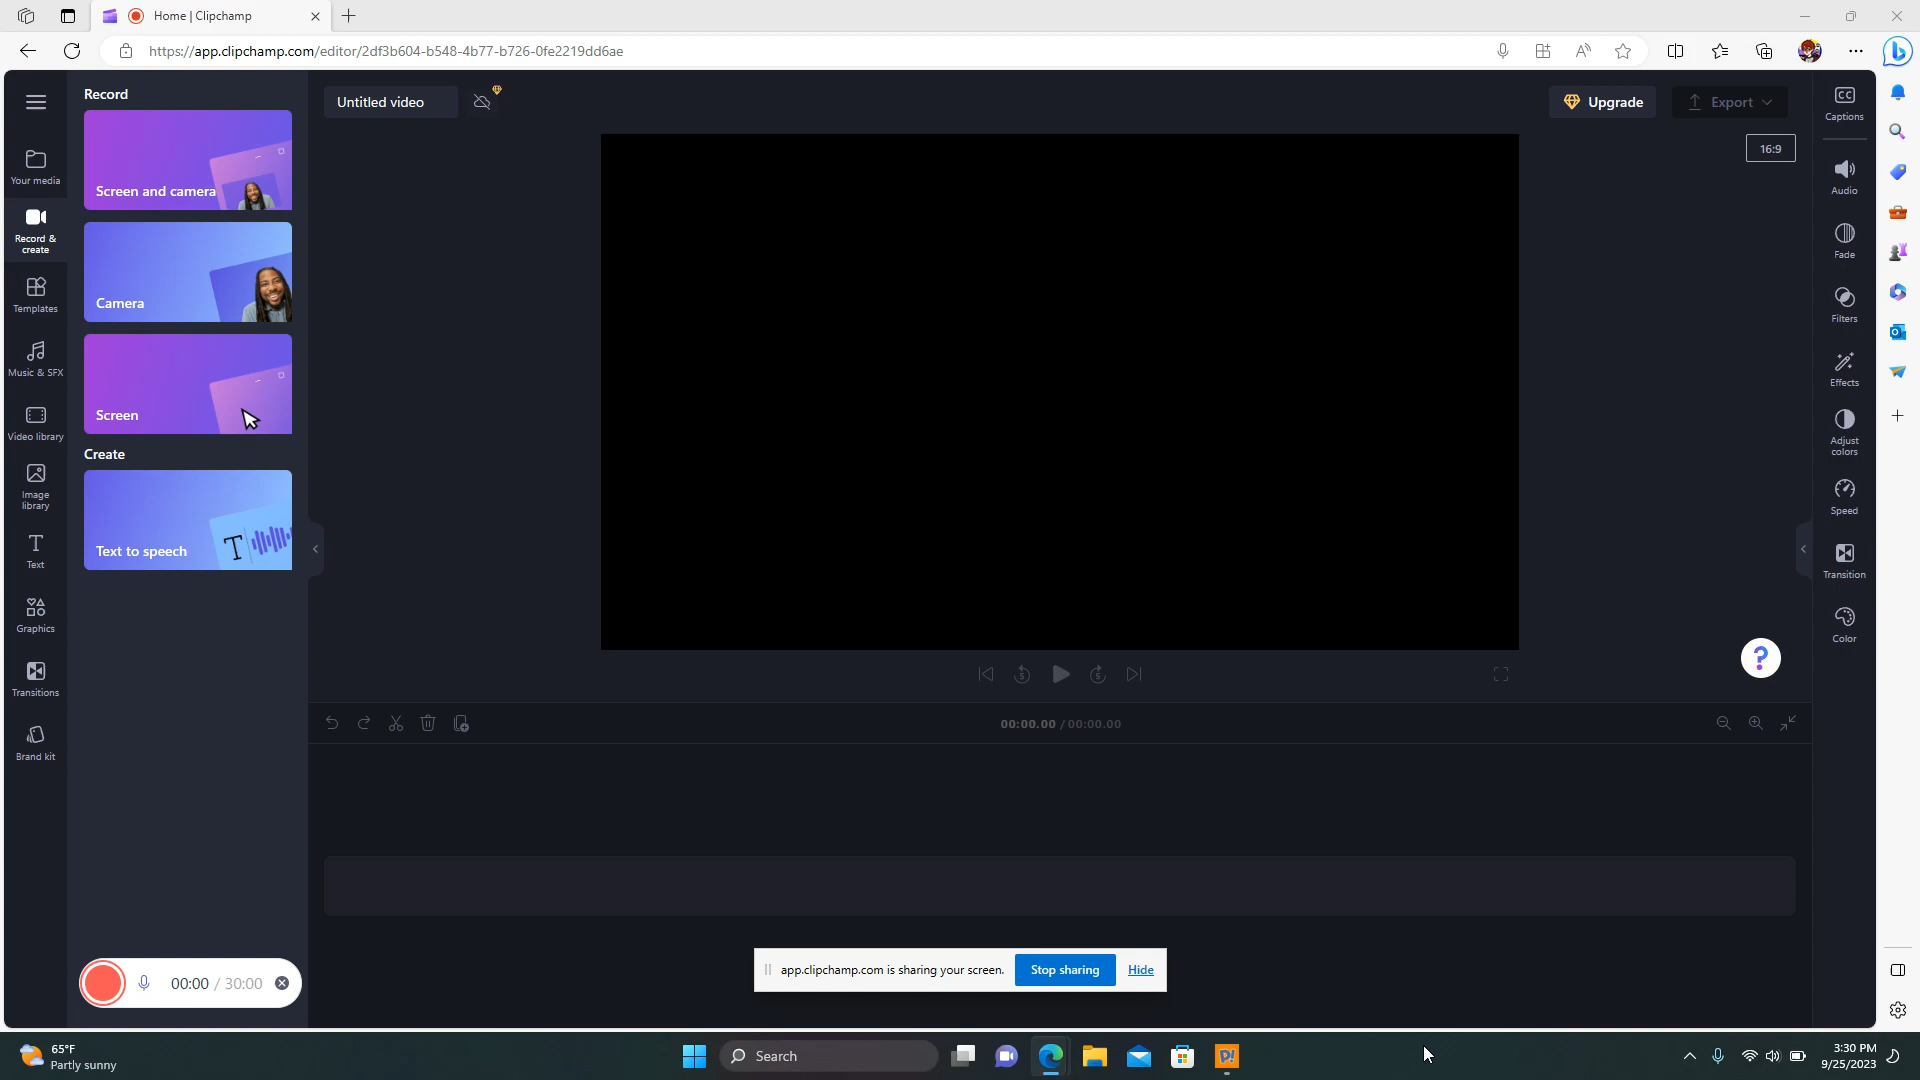 Home | Clipchamp
https://app.clipchamp.com/editor/2df3b604-b548-4b77-b726-0fe2219dd6ae
Record
Screen and camera
Camera
Screen
Create
Text to speech
T
Your media
Record &
create
Templates
Music & SFX
Video library
Image
library
Text
Graphics
Transitions
Brand kit
Untitled video
Upgrade
Export
16:9
CC
Captions
Audio
Fade
Filters
Effects
Adjust
colors
Speed
Transition
Color
?
5
5
00:00.00 / 00:00.00
00:00 / 30:00
app.clipchamp.com is sharing your screen.
Stop sharing
Hide
65°F
Partly sunny
Search
3:30 PM
9/25/2023